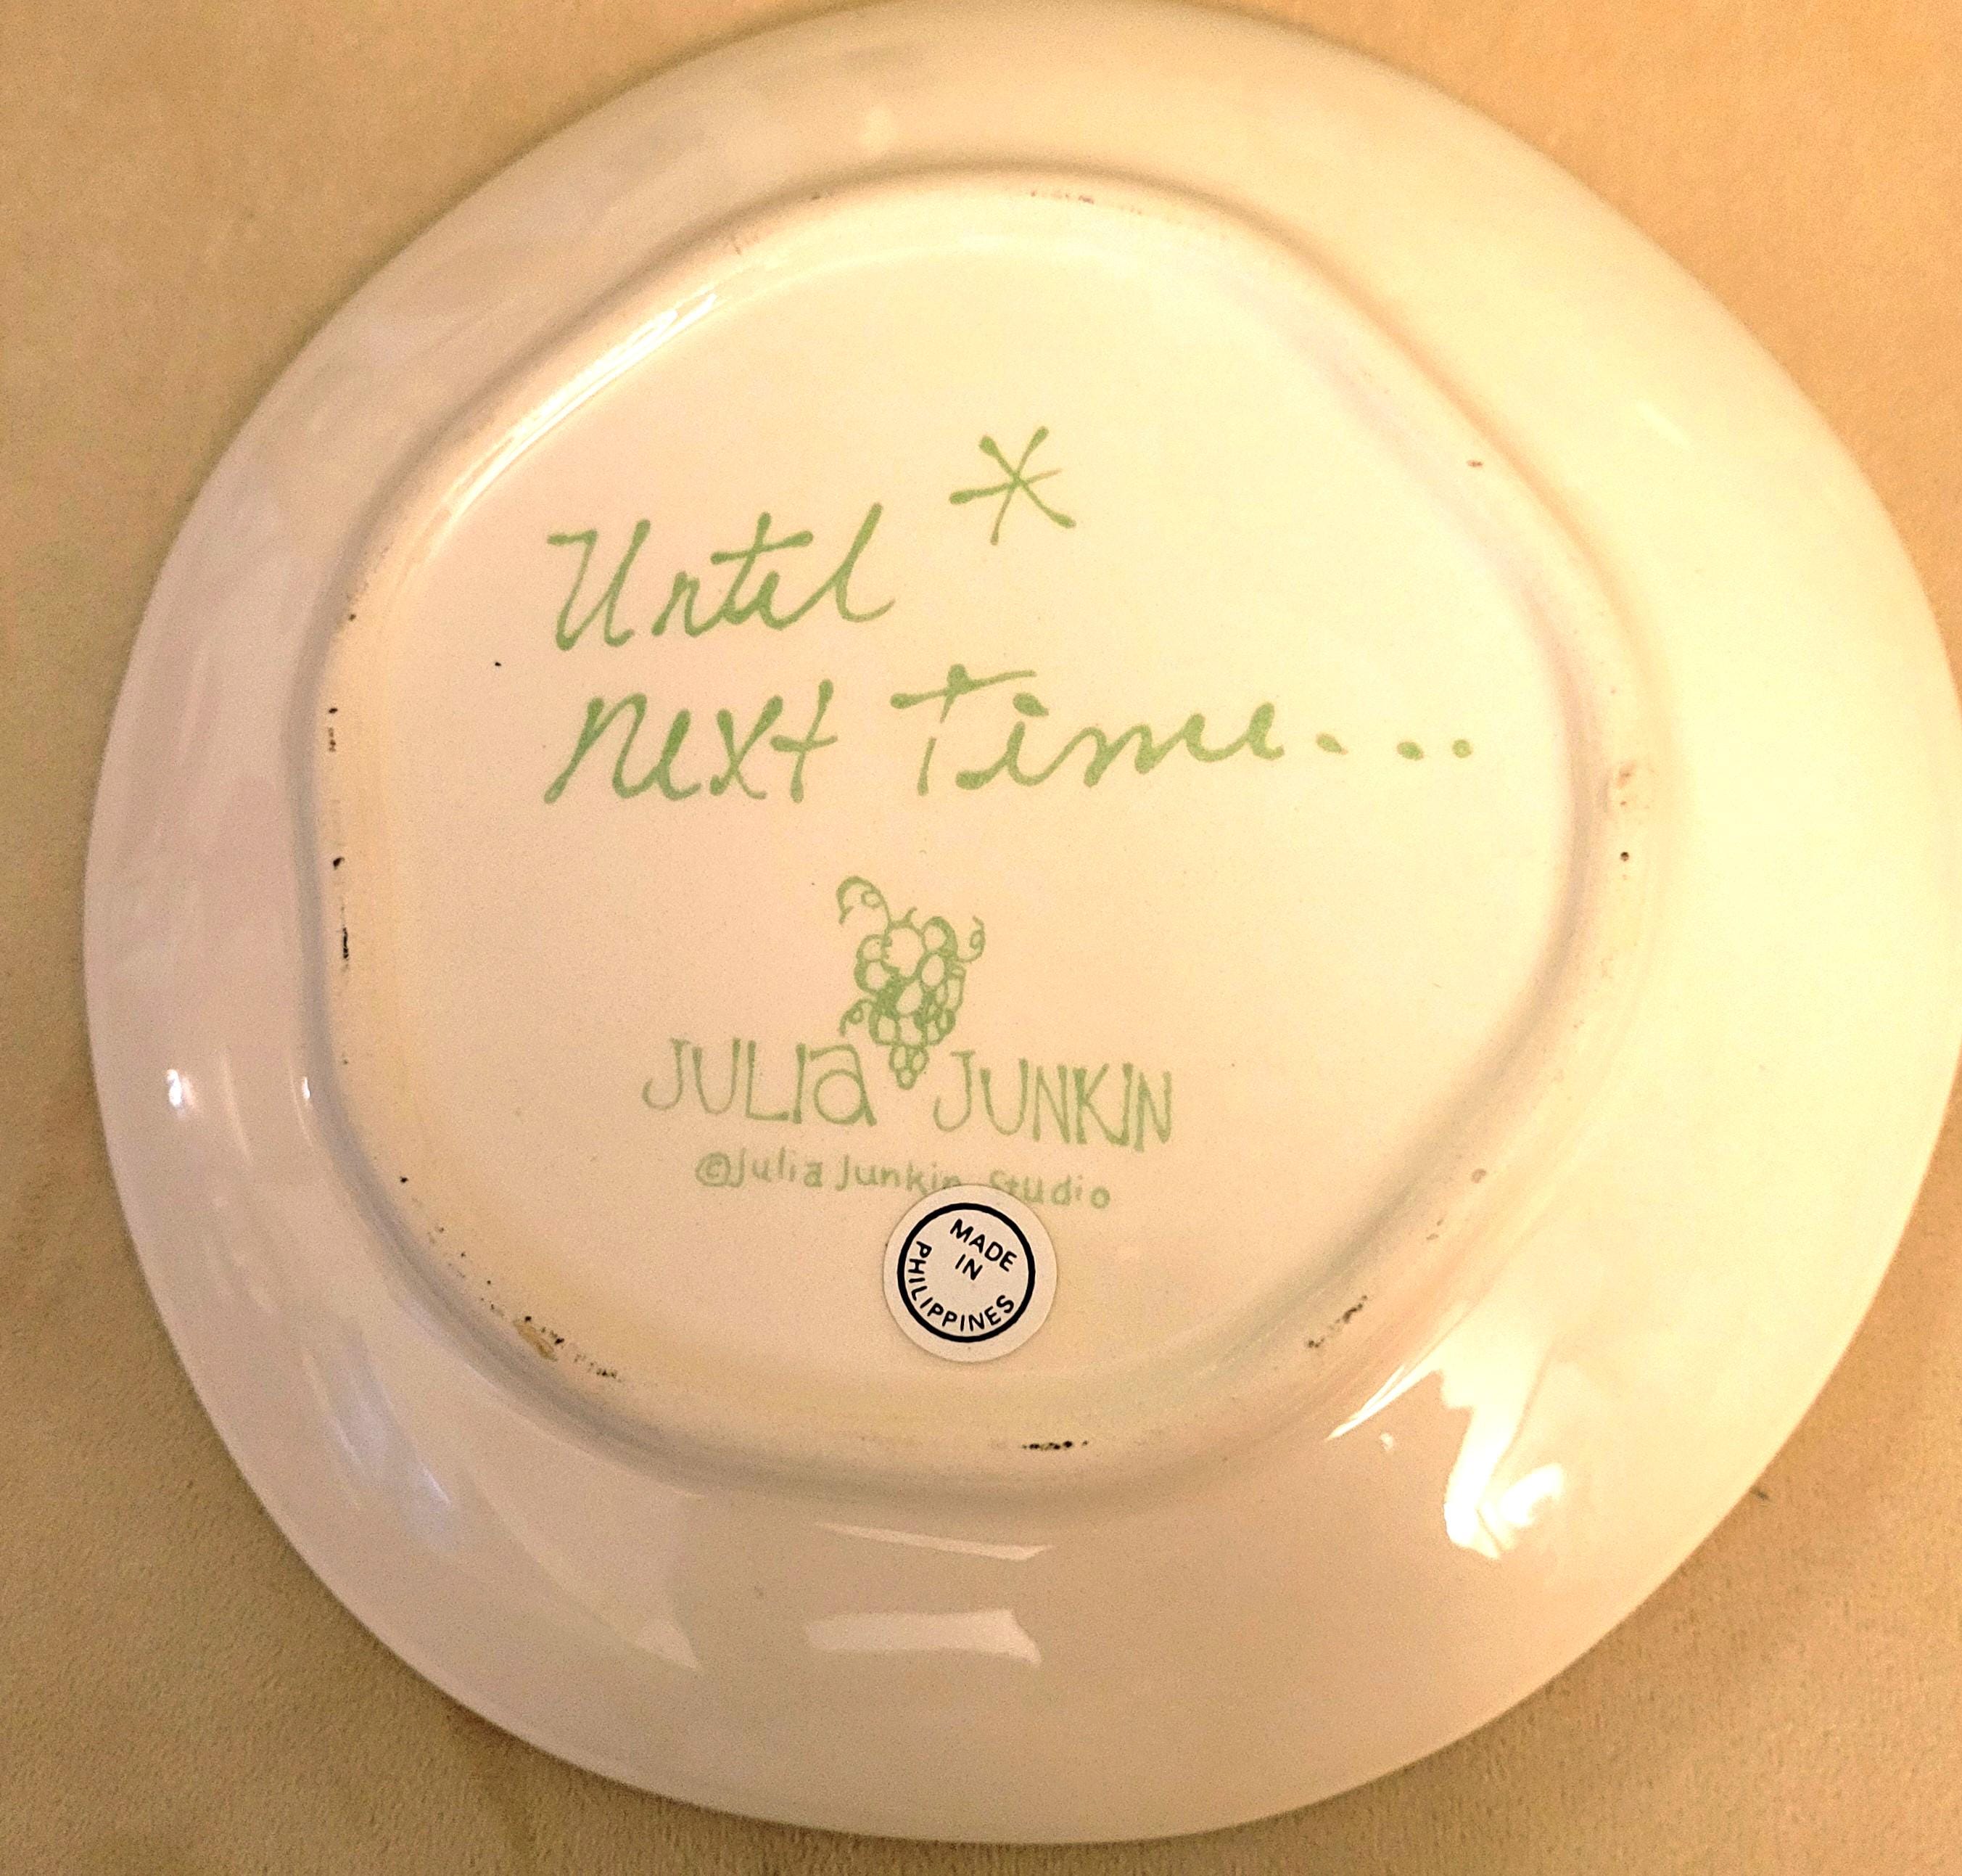 Until
Next Time...
JULIa JUNKIN
©Julia Junkin Studio
MADE
IN
PHILIPPINES